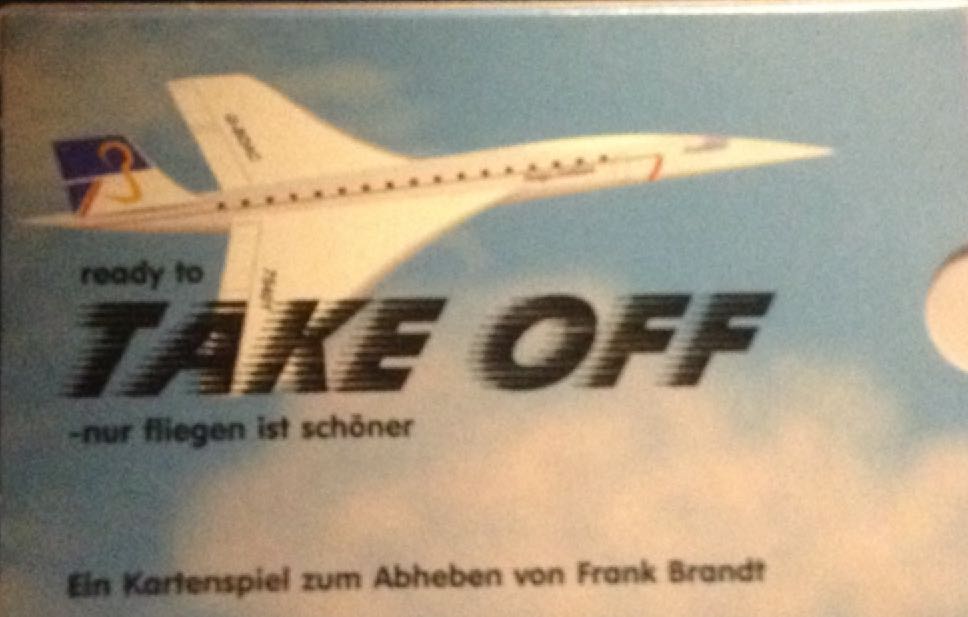 ready to
TAKE OFF
-nur fliegen ist schöner
Ein Kartenspiel zum Abheben von Frank Brandt